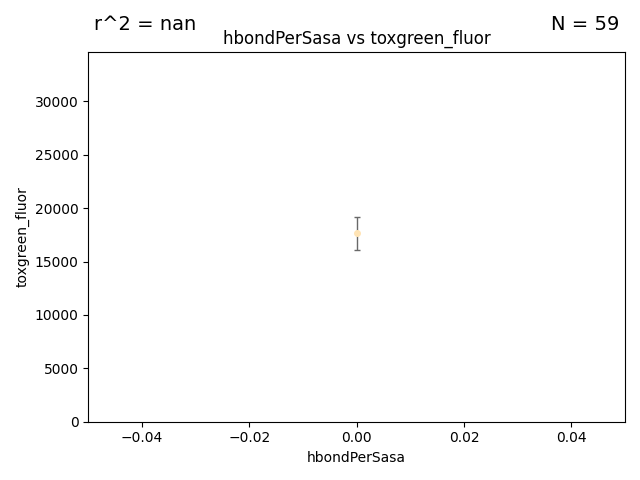 r^2 = nan
N = 59
hbondPerSasa vs toxgreen_fluor
30000
25000
20000
15000
10000
5000
0
toxgreen_fluor
−0.04 −0.02 0.00 0.02 0.04
hbondPerSasa